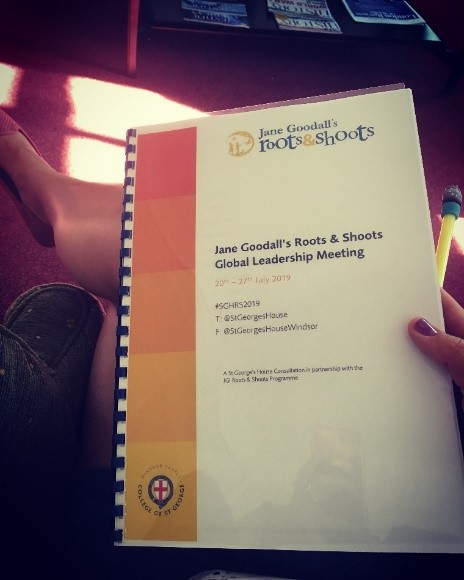 Jane Goodall's
roots&shoots
Jane Goodall's Roots & Shoots
Global Leadership Meeting
20th - 27th July 2019
#SGHRS2019
T: @StGeorgesHouse
F: @StGeorgesHouseWindsor
A St George's House Consultation in partnership with the
JGI Roots & Shoots Programme
COLLEGE OF ST GEORGE